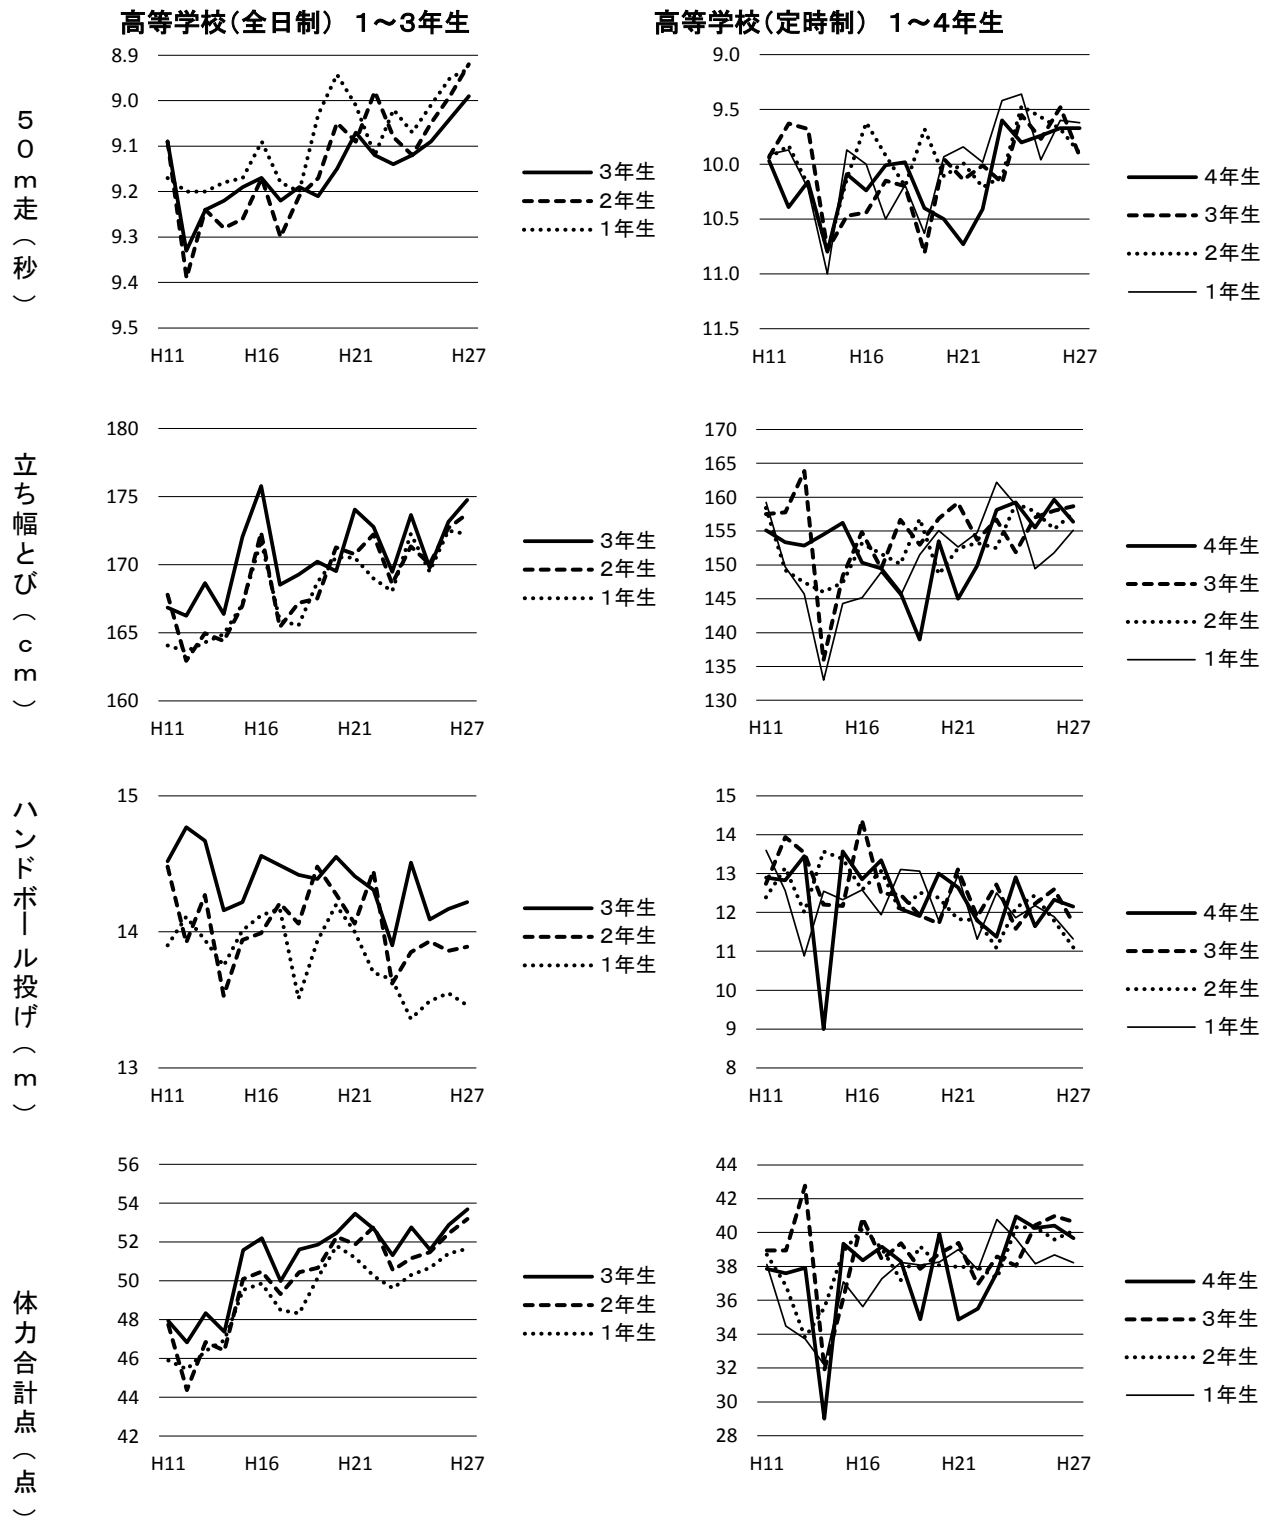 高等学校（全日制） １～３年生
高等学校（定時制） １～４年生
５０ｍ走（秒）
8.9
9.0
9.1
9.2
9.3
9.4
9.5
H11 H16 H21 H27
３年生
２年生
１年生
9.0
9.5
10.0
10.5
11.0
11.5
H11 H16 H21 H27
４年生
３年生
２年生
１年生
立ち幅とび（ｃｍ）
180
175
170
165
160
H11 H16 H21 H27
３年生
２年生
１年生
170
165
160
155
150
145
140
135
130
H11 H16 H21 H27
４年生
３年生
２年生
１年生
ハンドボール投げ（ｍ）
15
14
13
H11 H16 H21 H27
３年生
２年生
１年生
15
14
13
12
11
10
9
8
H11 H16 H21 H27
４年生
３年生
２年生
１年生
体力合計点（点）
56
54
52
50
48
46
44
42
H11 H16 H21 H27
３年生
２年生
１年生
44
42
40
38
36
34
32
30
28
H11 H16 H21 H27
４年生
３年生
２年生
１年生